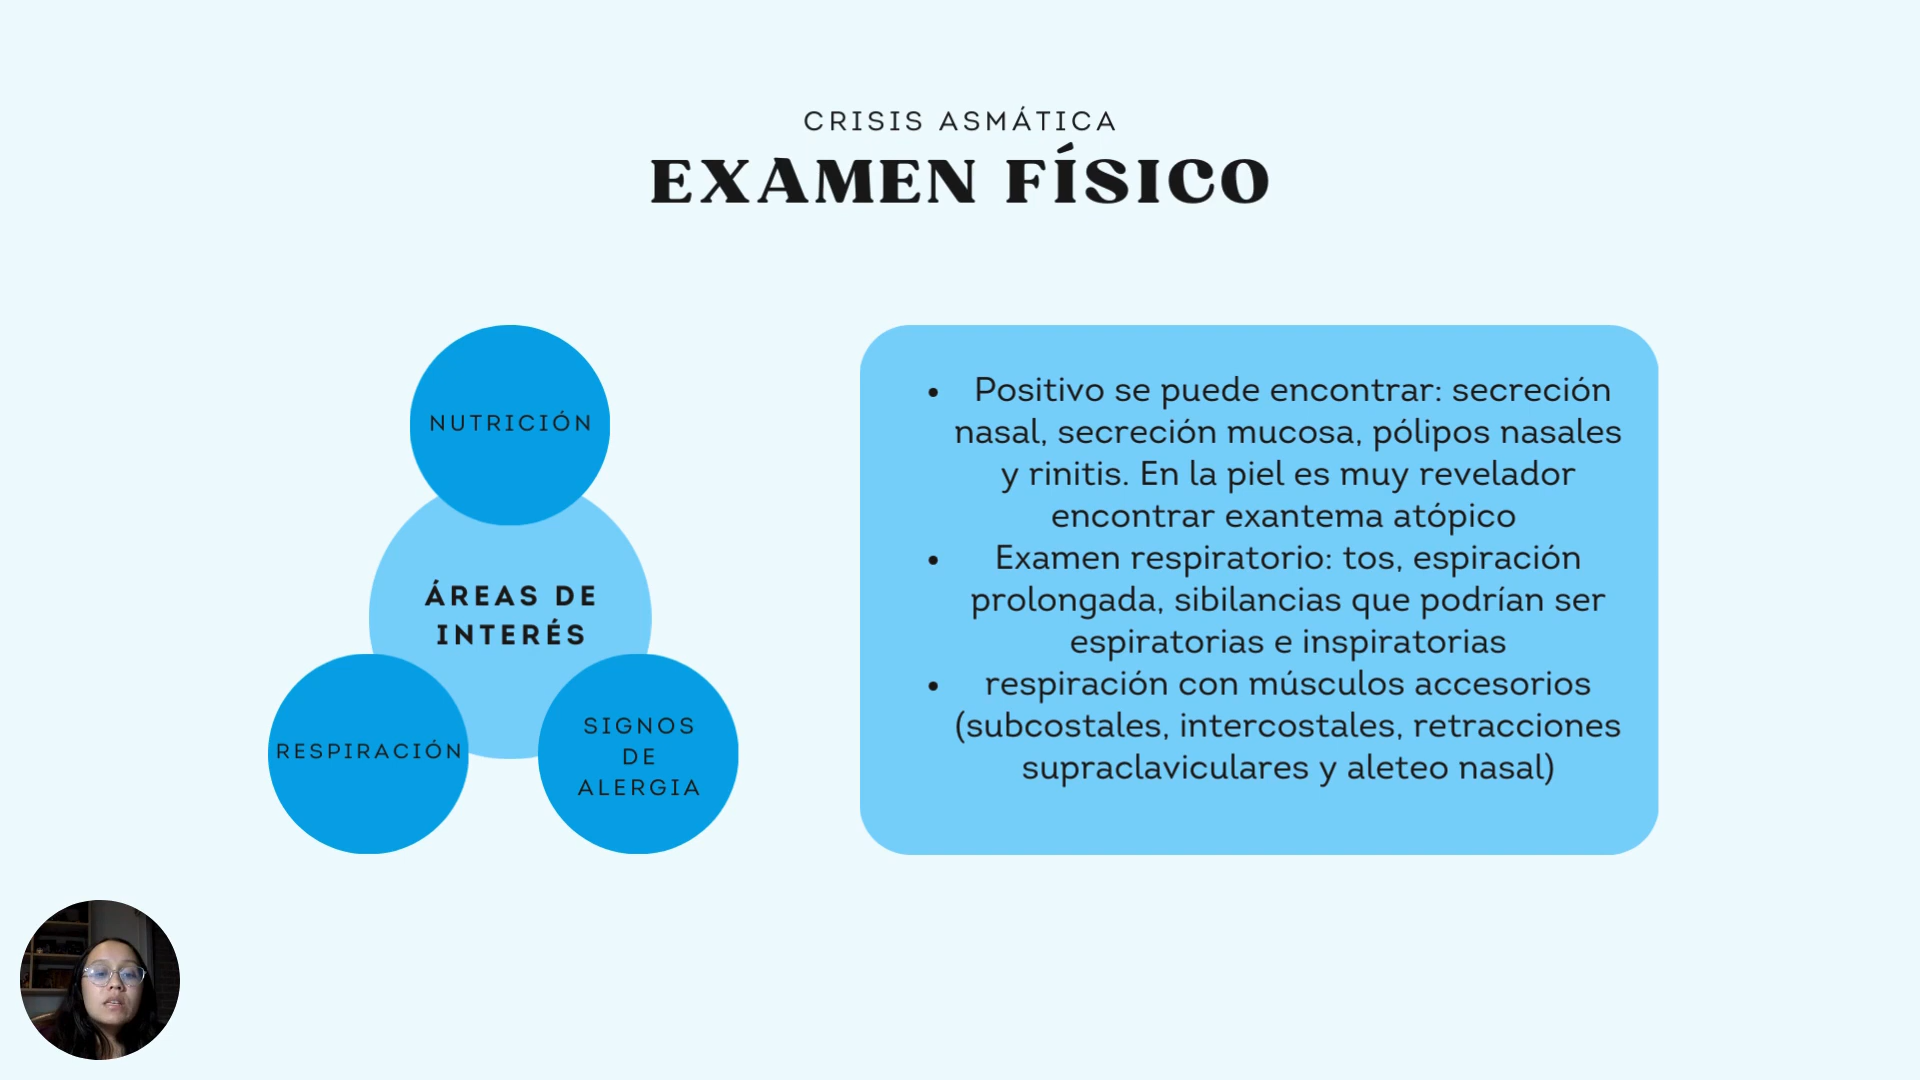 CRISIS ASMÁTICA
EXAMEN FÍSICO
NUTRICIÓN
ÁREAS DE
INTERÉS
RESPIRACIÓN
SIGNOS
DE
ALERGIA
• Positivo se puede encontrar: secreción
nasal, secreción mucosa, pólipos nasales
y rinitis. En la piel es muy revelador
encontrar exantema atópico
• Examen respiratorio: tos, espiración
prolongada, sibilancias que podrían ser
espiratorias e inspiratorias
• respiración con músculos accesorios
(subcostales, intercostales, retracciones
supraclaviculares y aleteo nasal)